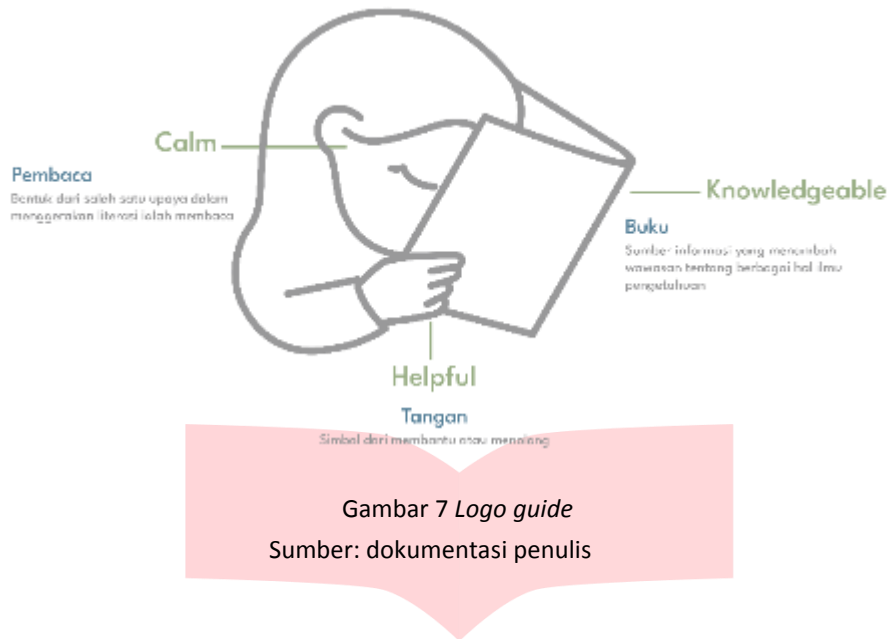 Calm
Pembaca
Bentuk dari salah satu upaya dalam
menggerakan literasi ialah membaca
Knowledgeable
Buku
Sumber informasi yang menambah
wawasan tentang berbagai hal ilmu
pengetahuan
Helpful
Tangan
Simbol dari membantu atau menolong
Gambar 7 Logo guide
Sumber: dokumentasi penulis